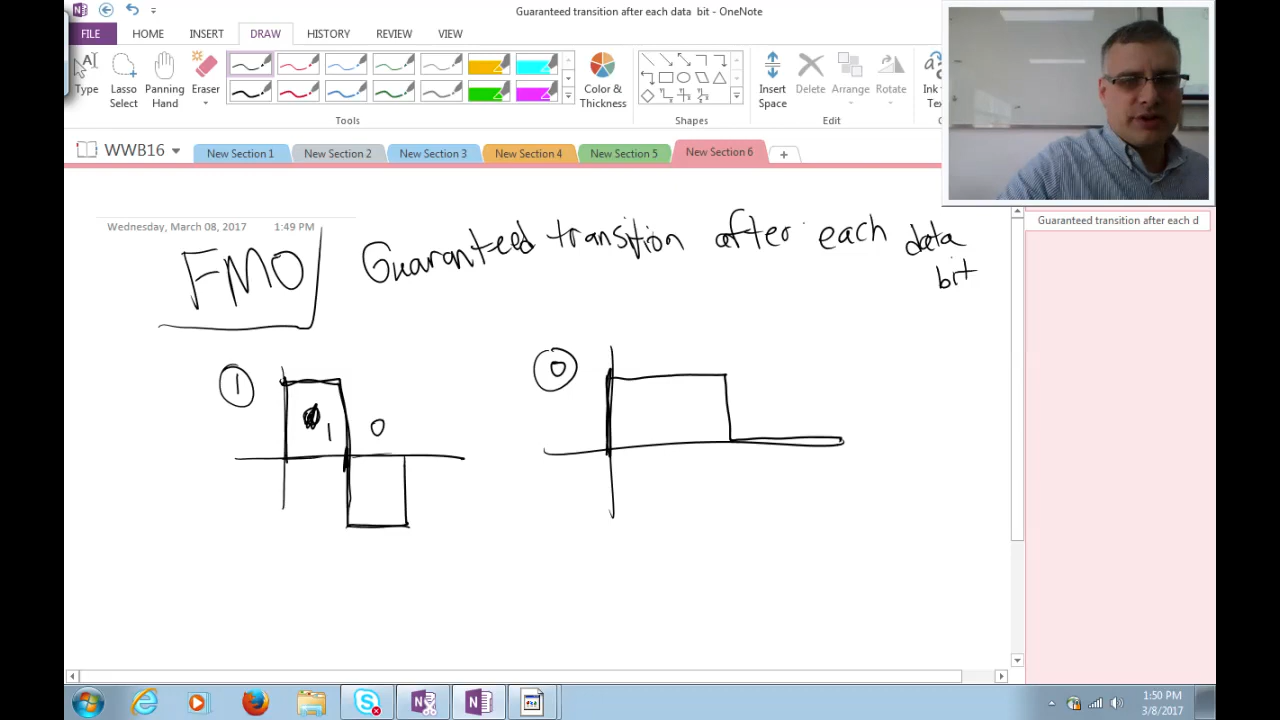 Guaranteed transition after each data bit - OneNote
FILE HOME INSERT DRAW HISTORY REVIEW VIEW
Type
Lasso Select
Panning Hand
Eraser
Color & Thickness
Insert Space
Delete
Arrange
Rotate
Ink to
Tools
Shapes
Edit
WWB16
New Section 1
New Section 2
New Section 3
New Section 4
New Section 5
New Section 6
Wednesday, March 08, 2017 1:49 PM
Guaranteed transition after each d
FM0
Guaranteed transition after each data
bit
1
1 0
0
1:50 PM
3/8/2017